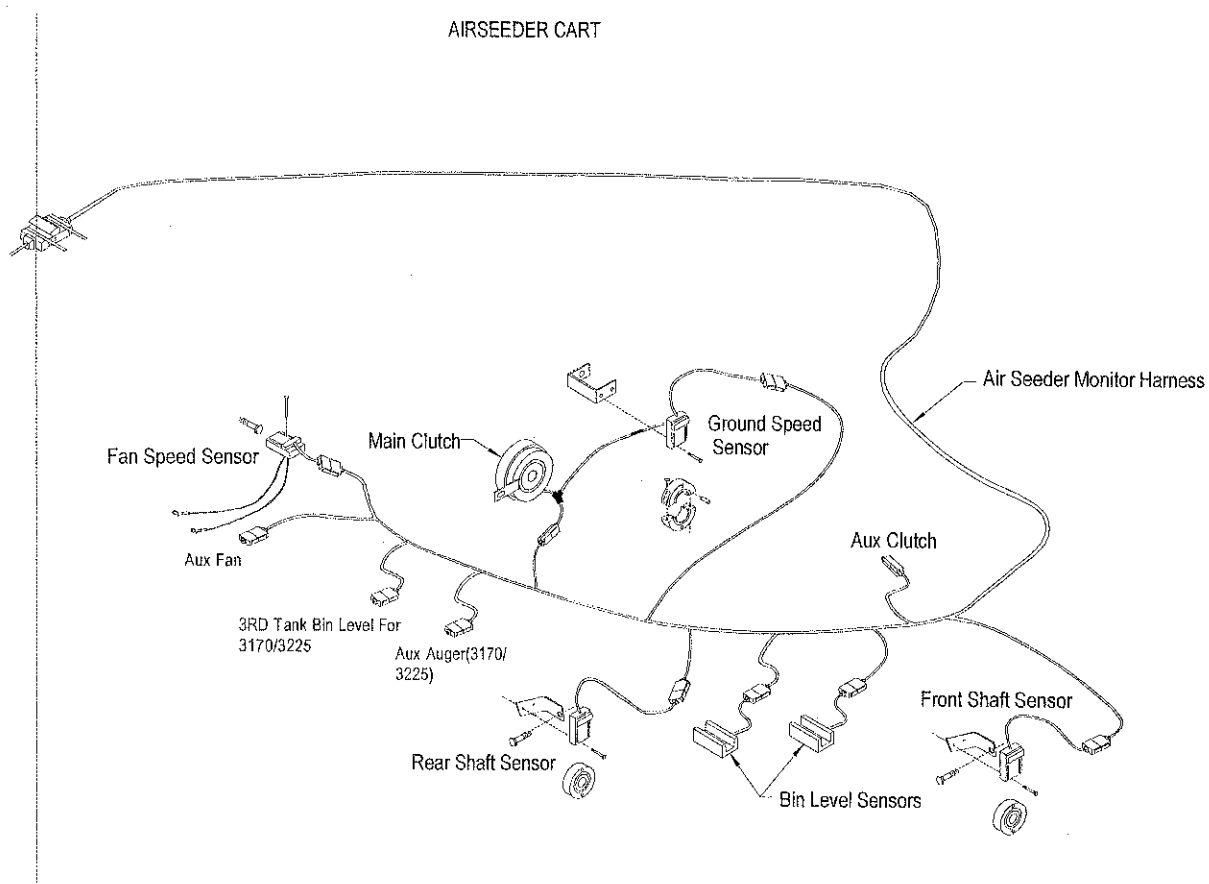 AIRSEEDER CART
Air Seeder Monitor Harness
Ground Speed
Sensor
Main Clutch
Fan Speed Sensor
Aux Clutch
Aux Fan
3RD Tank Bin Level For
3170/3225
Aux Auger(3170/
3225)
Front Shaft Sensor
Rear Shaft Sensor
Bin Level Sensors